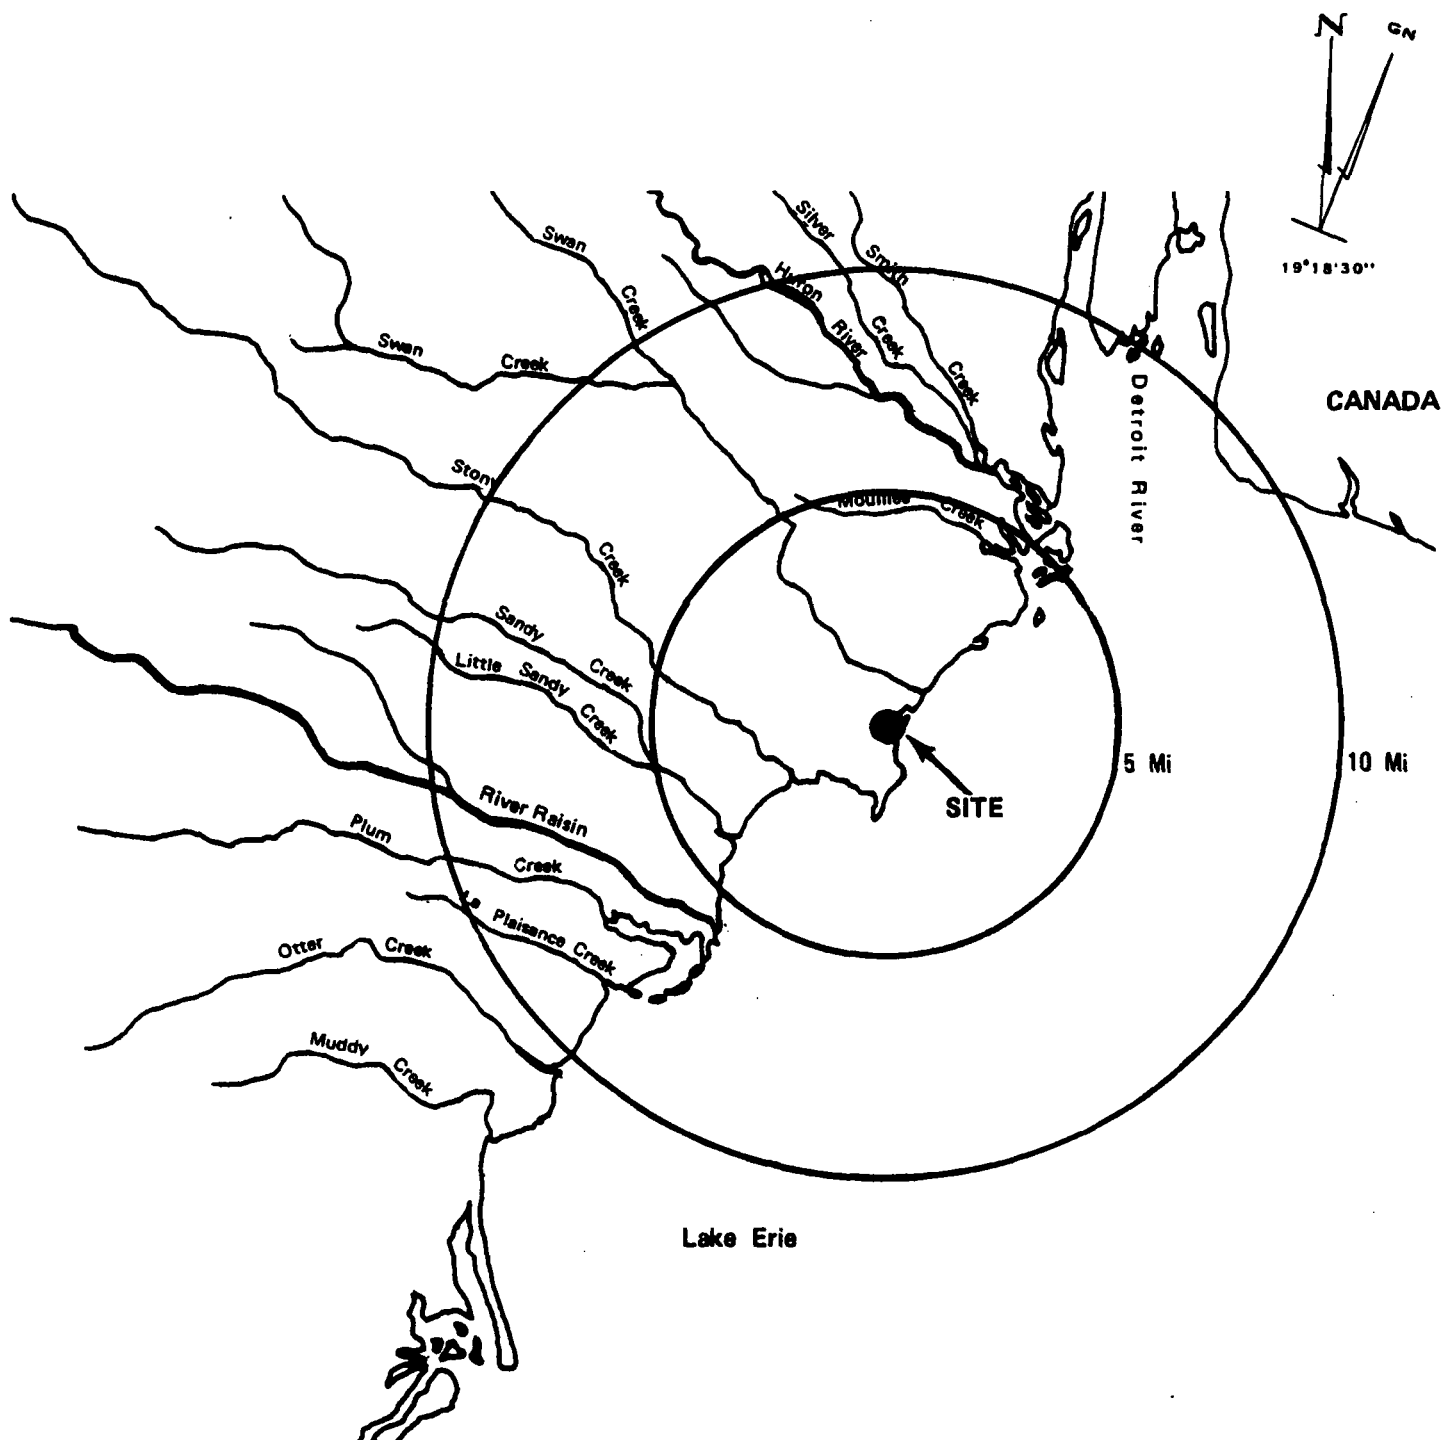 N
GN
19°18'30"
Silver
Swan
Smith
Huron
Creek
River
Creek
Swan
Creek
Creek
CANADA
Detroit River
Stony
Mouillee
Creek
Creek
Sandy
Creek
Little Sandy
Creek
5 Mi
10 Mi
SITE
River Raisin
Plum
Creek
La Plaisance Creek
Otter
Creek
Muddy
Creek
Lake Erie